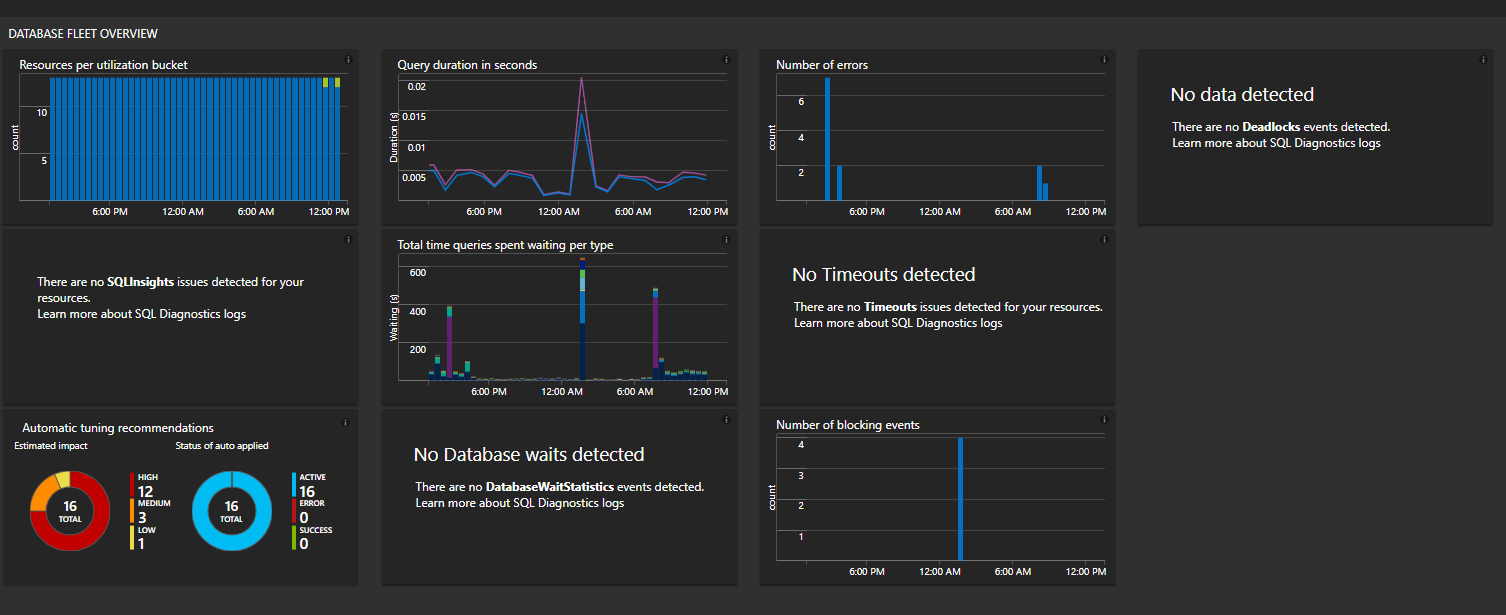 DATABASE FLEET OVERVIEW
Resources per utilization bucket
count
10
5
6:00 PM
12:00 AM
6:00 AM
12:00 PM
Query duration in seconds
Duration (s)
0.02
0.015
0.01
0.005
6:00 PM
12:00 AM
6:00 AM
12:00 PM
Number of errors
count
6
4
2
6:00 PM
12:00 AM
6:00 AM
12:00 PM
No data detected
There are no Deadlocks events detected.
Learn more about SQL Diagnostics logs
There are no SQLInsights issues detected for your
resources.
Learn more about SQL Diagnostics logs
Total time queries spent waiting per type
Waiting (s)
600
400
200
6:00 PM
12:00 AM
6:00 AM
12:00 PM
No Timeouts detected
There are no Timeouts issues detected for your resources.
Learn more about SQL Diagnostics logs
Automatic tuning recommendations
Estimated impact
16
TOTAL
HIGH
12
MEDIUM
3
LOW
1
Status of auto applied
16
TOTAL
ACTIVE
16
ERROR
0
SUCCESS
0
No Database waits detected
There are no DatabaseWaitStatistics events detected.
Learn more about SQL Diagnostics logs
Number of blocking events
count
4
3
2
1
6:00 PM
12:00 AM
6:00 AM
12:00 PM